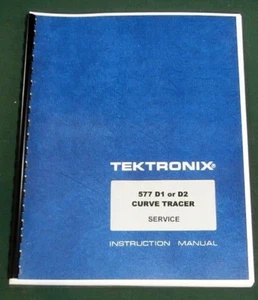 TEKTRONIX®
577 D1 or D2
CURVE TRACER
SERVICE
INSTRUCTION MANUAL